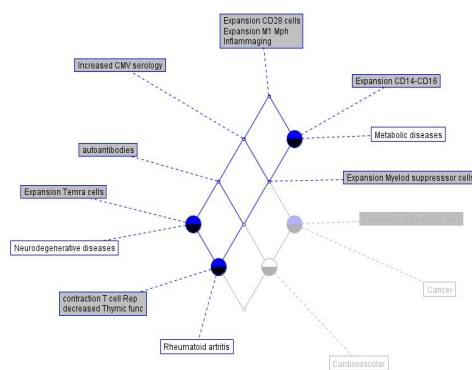 Expansion CD28 cells
Expansion M1 Mph
Inflammaging
Increased CMV serology
Expansion CD14-CD16
Metabolic diseases
autoantibodies
Expansion Myelod suppresssor cells
Expansion Temra cells
Neurodegenerative diseases
Cancer
contraction T cell Rep
decreased Thymic func
Rheumatoid artritis
Cardiovascular